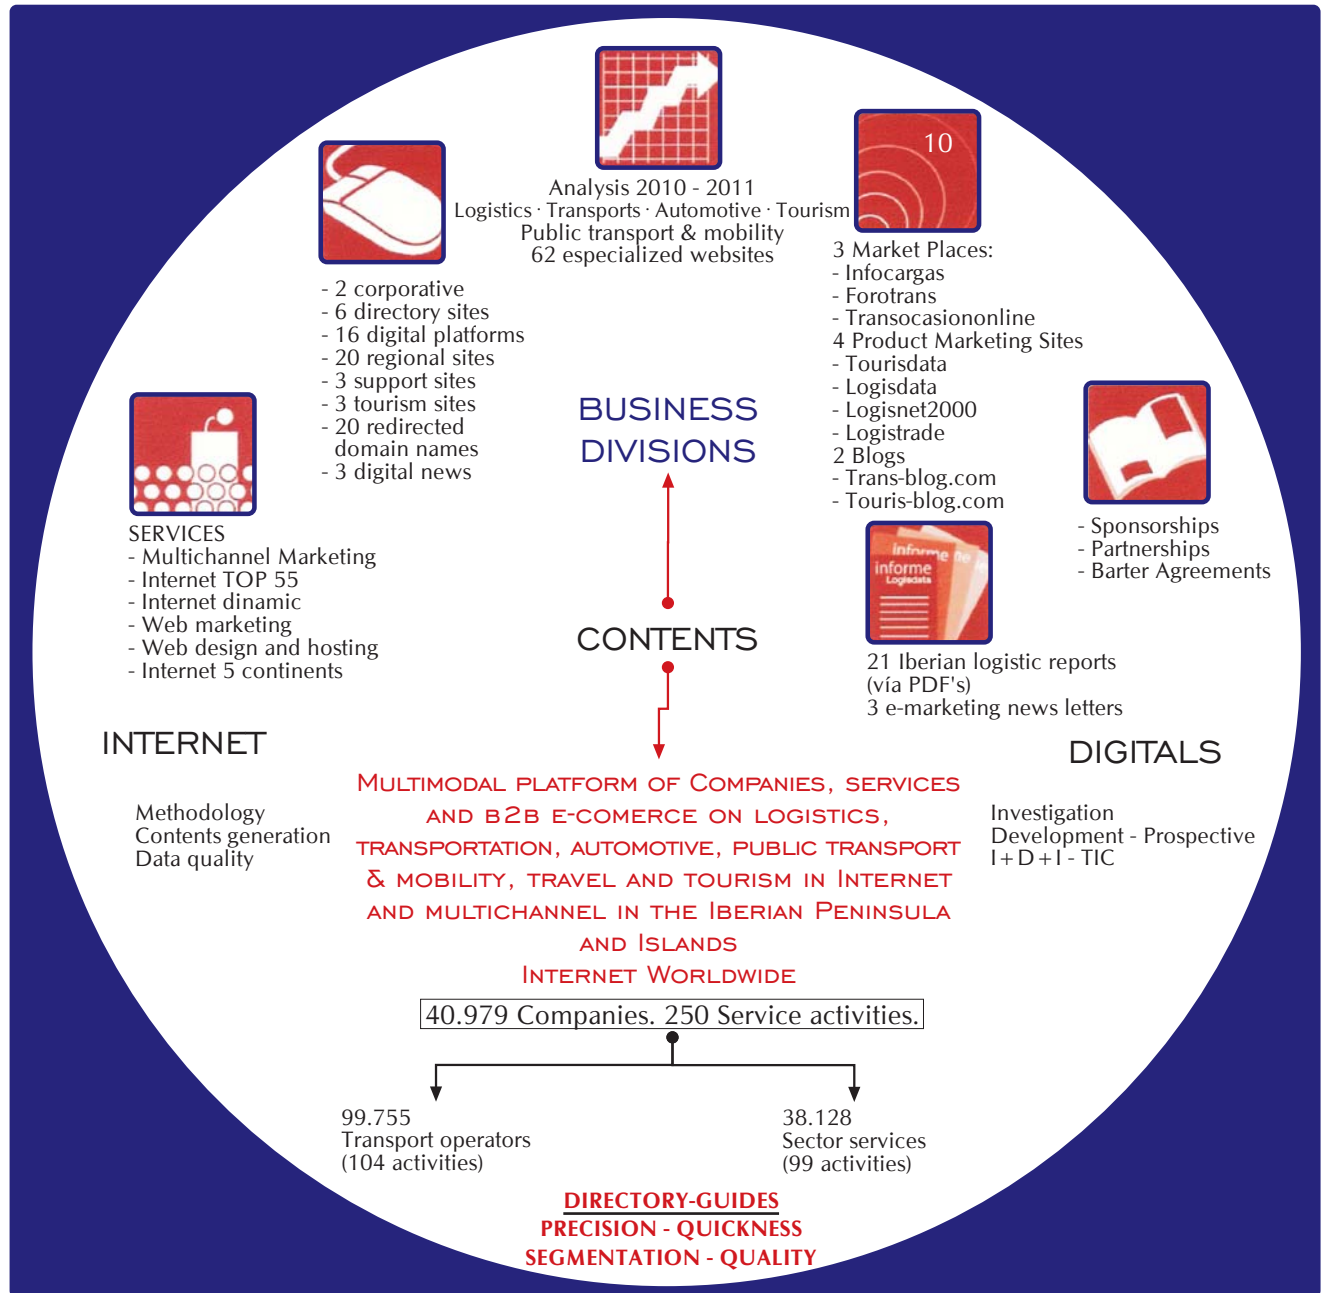 Analysis 2010 - 2011
Logistics · Transports · Automotive · Tourism
Public transport & mobility
62 especialized websites
- 2 corporative
- 6 directory sites
- 16 digital platforms
- 20 regional sites
- 3 support sites
- 3 tourism sites
- 20 redirected
domain names
- 3 digital news
10
3 Market Places:
- Infocargas
- Forotrans
- Transocasiononline
4 Product Marketing Sites
- Tourisdata
- Logisdata
- Logisnet2000
- Logistrade
2 Blogs
- Trans-blog.com
- Touris-blog.com
BUSINESS
DIVISIONS
SERVICES
- Multichannel Marketing
- Internet TOP 55
- Internet dinamic
- Web marketing
- Web design and hosting
- Internet 5 continents
- Sponsorships
- Partnerships
- Barter Agreements
informe
informe
Logisdata
21 Iberian logistic reports
(vía PDF's)
3 e-marketing news letters
CONTENTS
INTERNET
Methodology
Contents generation
Data quality
DIGITALS
Investigation
Development - Prospective
I+D+I - TIC
MULTIMODAL PLATFORM OF COMPANIES, SERVICES
AND B2B E-COMERCE ON LOGISTICS,
TRANSPORTATION, AUTOMOTIVE, PUBLIC TRANSPORT
& MOBILITY, TRAVEL AND TOURISM IN INTERNET
AND MULTICHANNEL IN THE IBERIAN PENINSULA
AND ISLANDS
INTERNET WORLDWIDE
40.979 Companies. 250 Service activities.
99.755
Transport operators
(104 activities)
38.128
Sector services
(99 activities)
DIRECTORY-GUIDES
PRECISION - QUICKNESS
SEGMENTATION - QUALITY